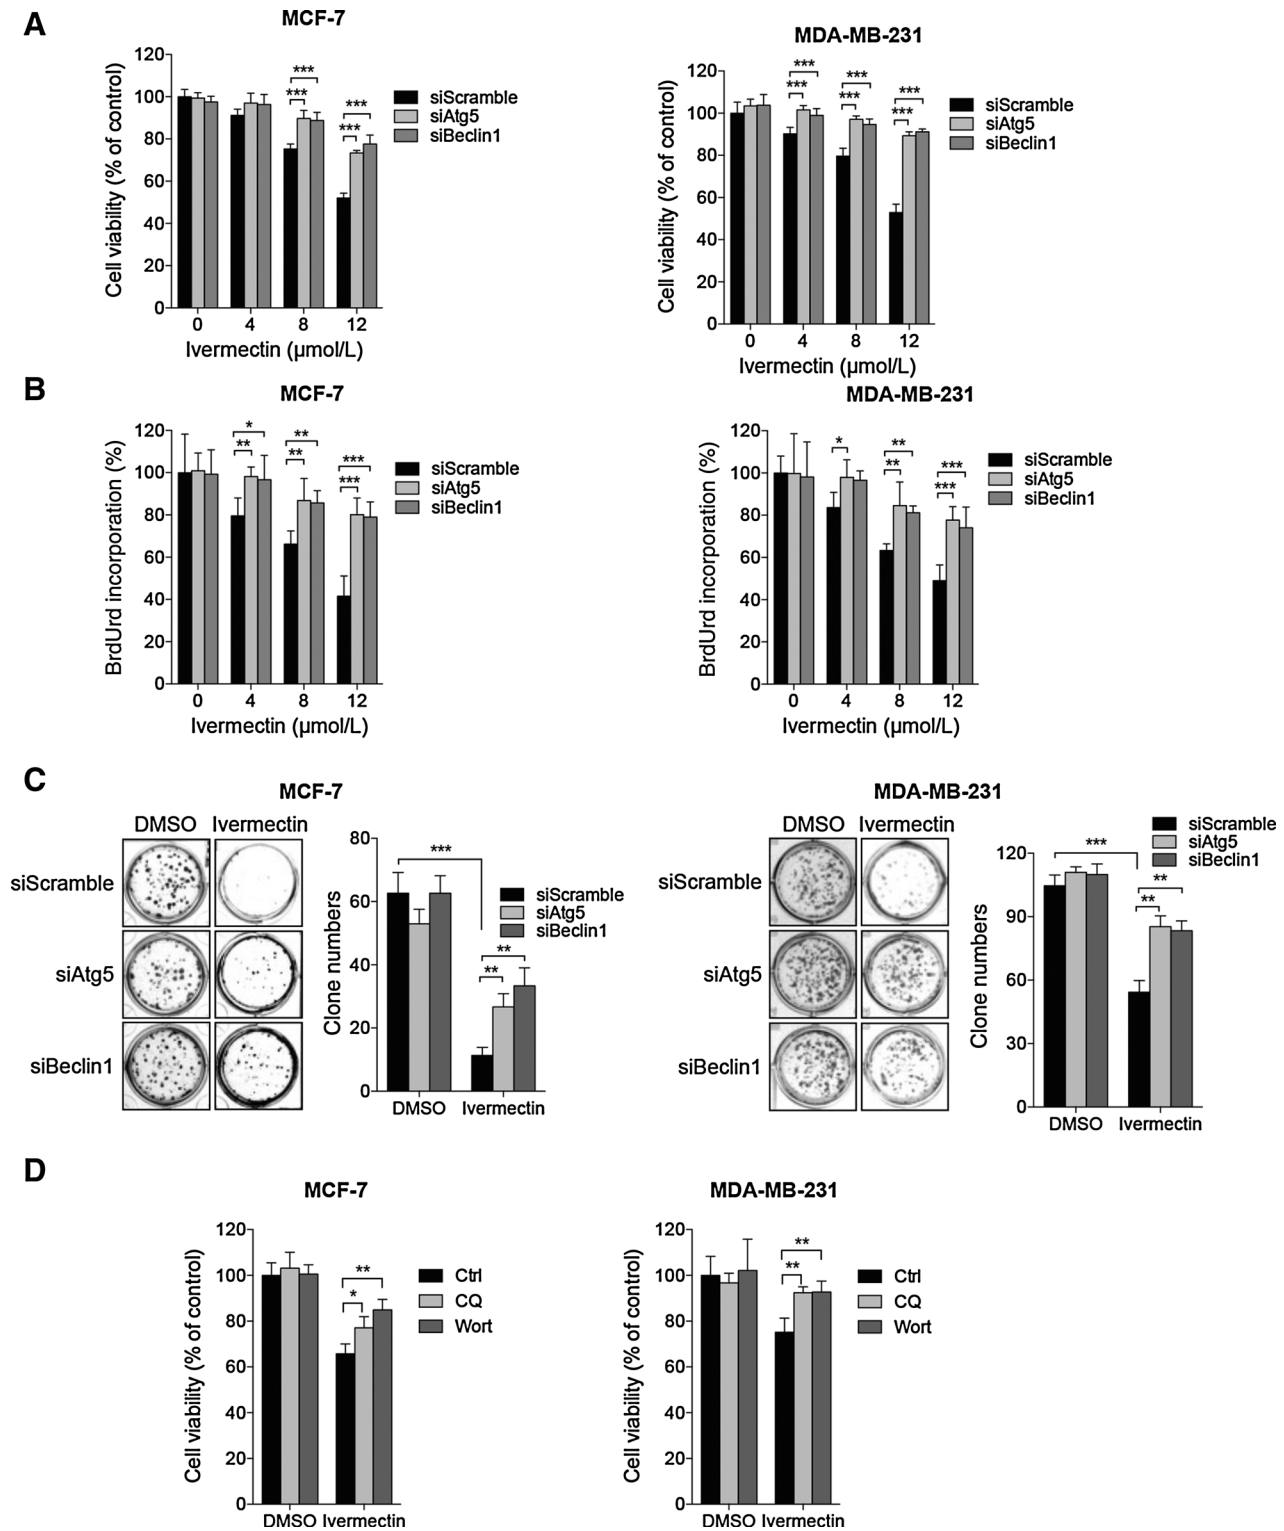 A
MCF-7
MDA-MB-231
Cell viability (% of control)
120
100
80
60
40
20
0
*** *** *** ***
0 4 8 12
Ivermectin (µmol/L)
siScramble
siAtg5
siBeclin1
Cell viability (% of control)
120
100
80
60
40
20
0
*** *** *** *** *** ***
0 4 8 12
Ivermectin (µmol/L)
siScramble
siAtg5
siBeclin1
B
MCF-7
MDA-MB-231
BrdUrd incorporation (%)
120
100
80
60
40
20
0
* ** ** ** *** ***
0 4 8 12
Ivermectin (µmol/L)
siScramble
siAtg5
siBeclin1
BrdUrd incorporation (%)
120
100
80
60
40
20
0
* ** ** *** ***
0 4 8 12
Ivermectin (µmol/L)
siScramble
siAtg5
siBeclin1
C
MCF-7
MDA-MB-231
DMSO Ivermectin
siScramble
siAtg5
siBeclin1
Clone numbers
80
60
40
20
0
***
** **
DMSO Ivermectin
siScramble
siAtg5
siBeclin1
DMSO Ivermectin
siScramble
siAtg5
siBeclin1
Clone numbers
120
90
60
30
0
***
** **
DMSO Ivermectin
siScramble
siAtg5
siBeclin1
D
MCF-7
MDA-MB-231
Cell viability (% of control)
120
100
80
60
40
20
0
**
*
DMSO Ivermectin
Ctrl
CQ
Wort
Cell viability (% of control)
120
100
80
60
40
20
0
**
**
DMSO Ivermectin
Ctrl
CQ
Wort